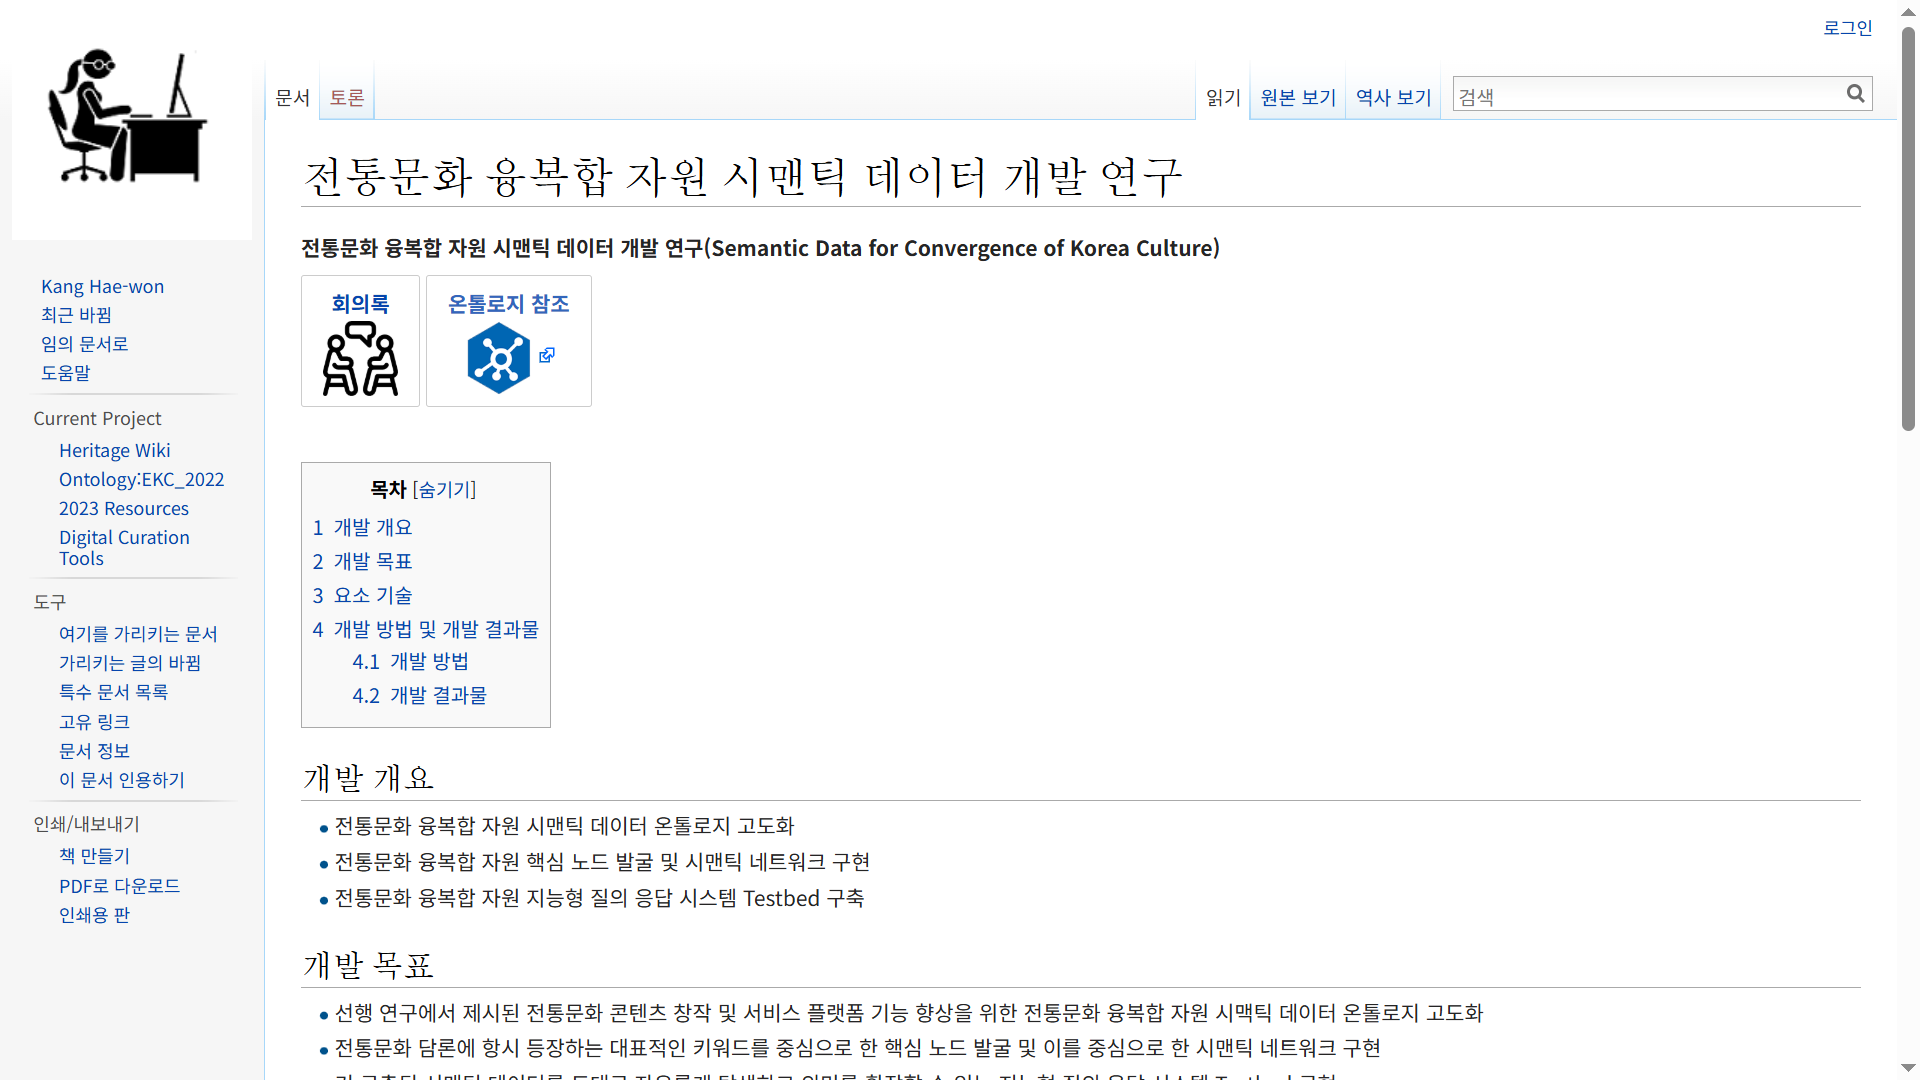 로그인
문서
토론
읽기
원본 보기
역사 보기
검색
전통문화 융복합 자원 시맨틱 데이터 개발 연구
전통문화 융복합 자원 시맨틱 데이터 개발 연구(Semantic Data for Convergence of Korea Culture)
회의록
온톨로지 참조
Kang Hae-won
최근 바뀜
임의 문서로
도움말
Current Project
Heritage Wiki
Ontology:EKC_2022
2023 Resources
Digital Curation
Tools
도구
여기를 가리키는 문서
가리키는 글의 바뀜
특수 문서 목록
고유 링크
문서 정보
이 문서 인용하기
인쇄/내보내기
책 만들기
PDF로 다운로드
인쇄용 판
목차 [숨기기]
1 개발 개요
2 개발 목표
3 요소 기술
4 개발 방법 및 개발 결과물
4.1 개발 방법
4.2 개발 결과물
개발 개요
전통문화 융복합 자원 시맨틱 데이터 온톨로지 고도화
전통문화 융복합 자원 핵심 노드 발굴 및 시맨틱 네트워크 구현
전통문화 융복합 자원 지능형 질의 응답 시스템 Testbed 구축
개발 목표
선행 연구에서 제시된 전통문화 콘텐츠 창작 및 서비스 플랫폼 기능 향상을 위한 전통문화 융복합 자원 시맥틱 데이터 온톨로지 고도화
전통문화 담론에 항시 등장하는 대표적인 키워드를 중심으로 한 핵심 노드 발굴 및 이를 중심으로 한 시맨틱 네트워크 구현